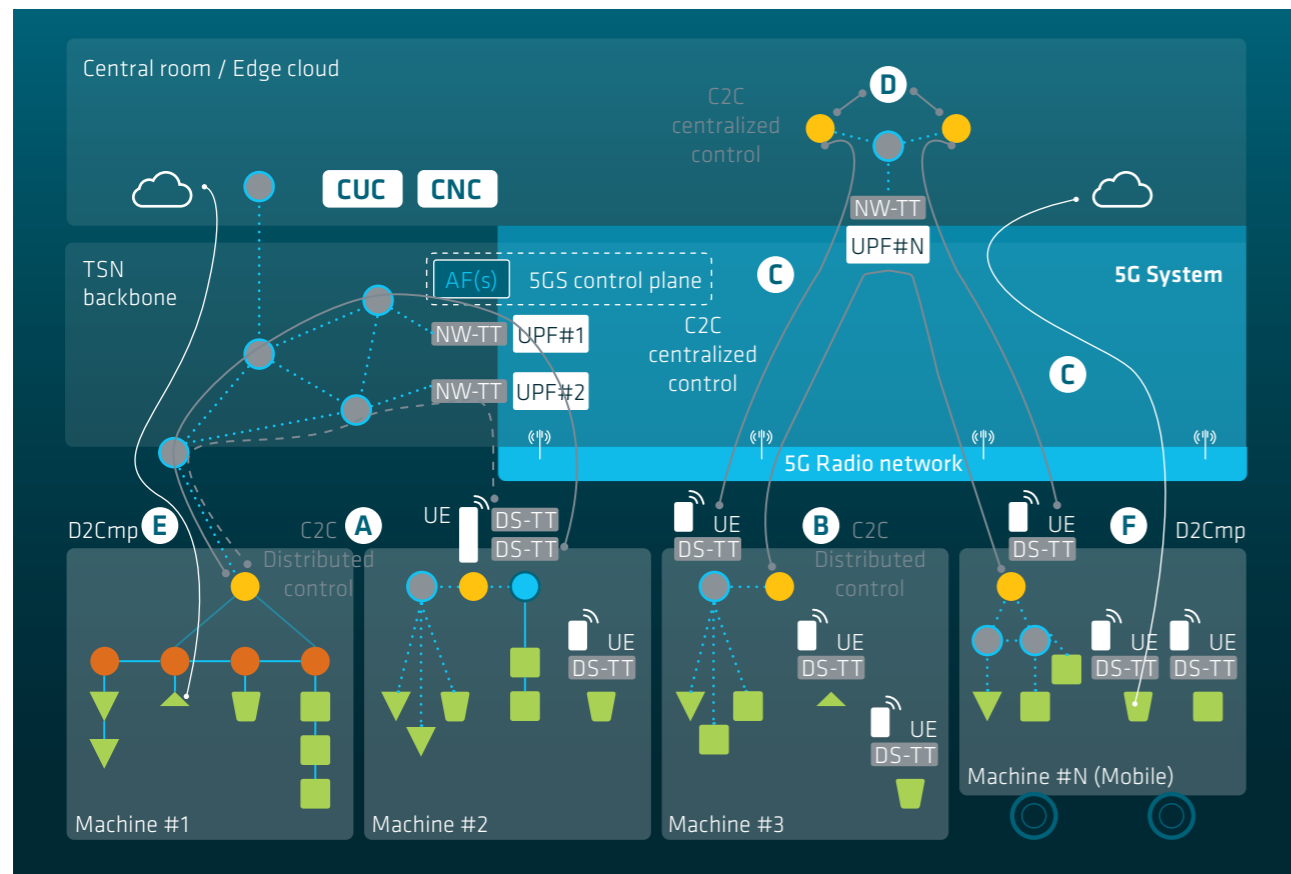 Central room / Edge cloud
D
C2C
centralized
control
CUC
CNC
NW-TT
UPF#N
TSN
backbone
AF(s)
5GS control plane
C
5G System
NW-TT
UPF#1
C2C
centralized
control
NW-TT
UPF#2
C
5G Radio network
D2Cmp
E
C2C
Distributed
control
A
UE
DS-TT
DS-TT
UE
DS-TT
B
C2C
Distributed
control
UE
DS-TT
F
D2Cmp
UE
DS-TT
UE
DS-TT
UE
DS-TT
UE
DS-TT
UE
DS-TT
Machine #1
Machine #2
Machine #3
Machine #N (Mobile)